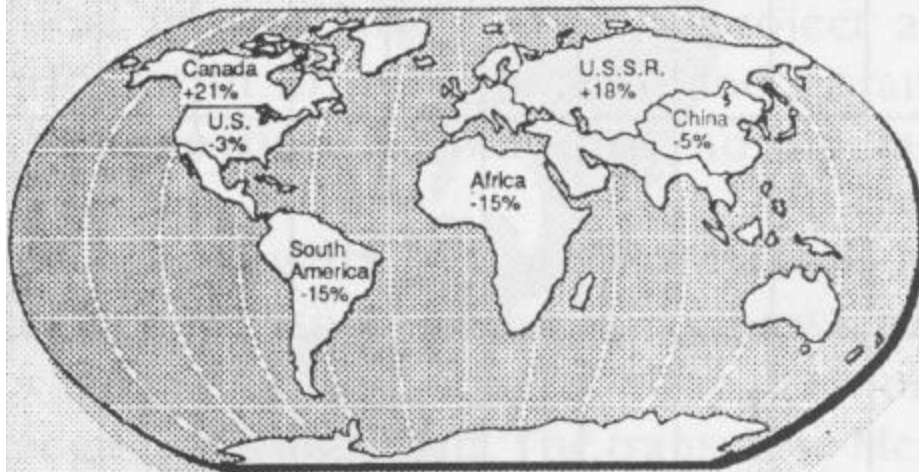 Canada
+21%
U.S.
-3%
U.S.S.R.
+18%
China
-5%
Africa
-15%
South
America
-15%